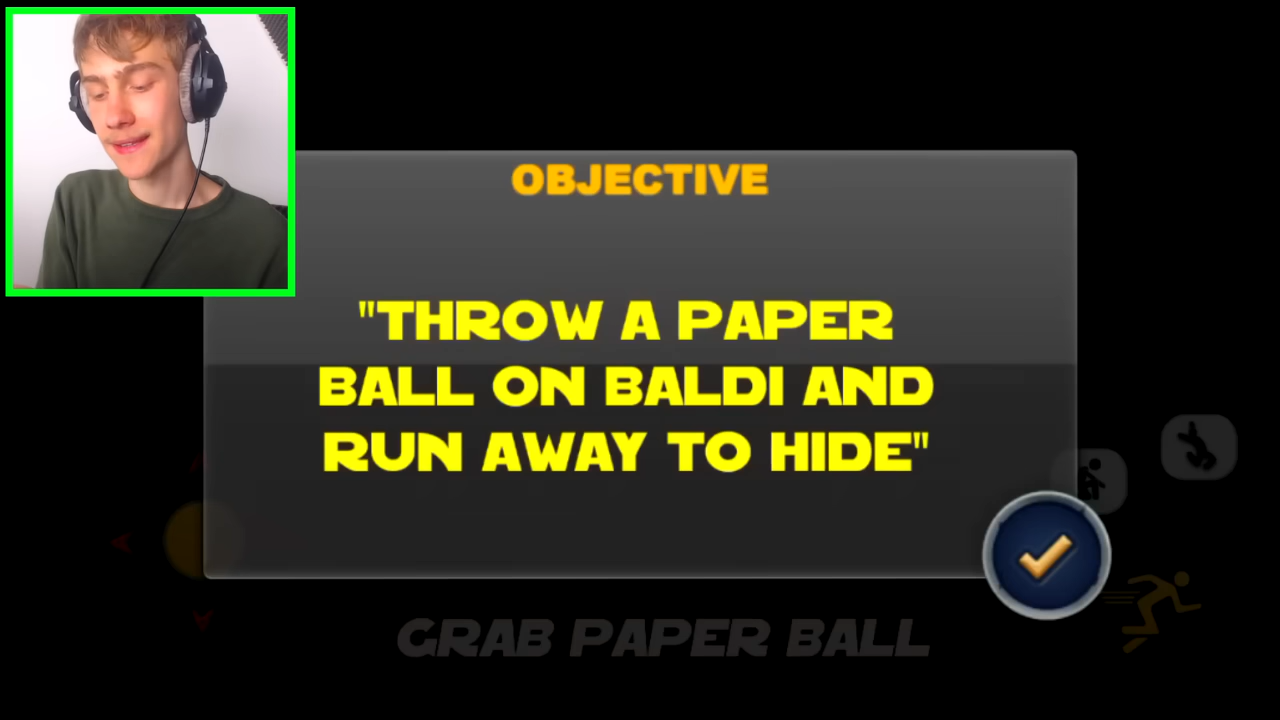 OBJECTIVE
"THROW A PAPER
BALL ON BALDI AND
RUN AWAY TO HIDE"
GRAB PAPER BALL